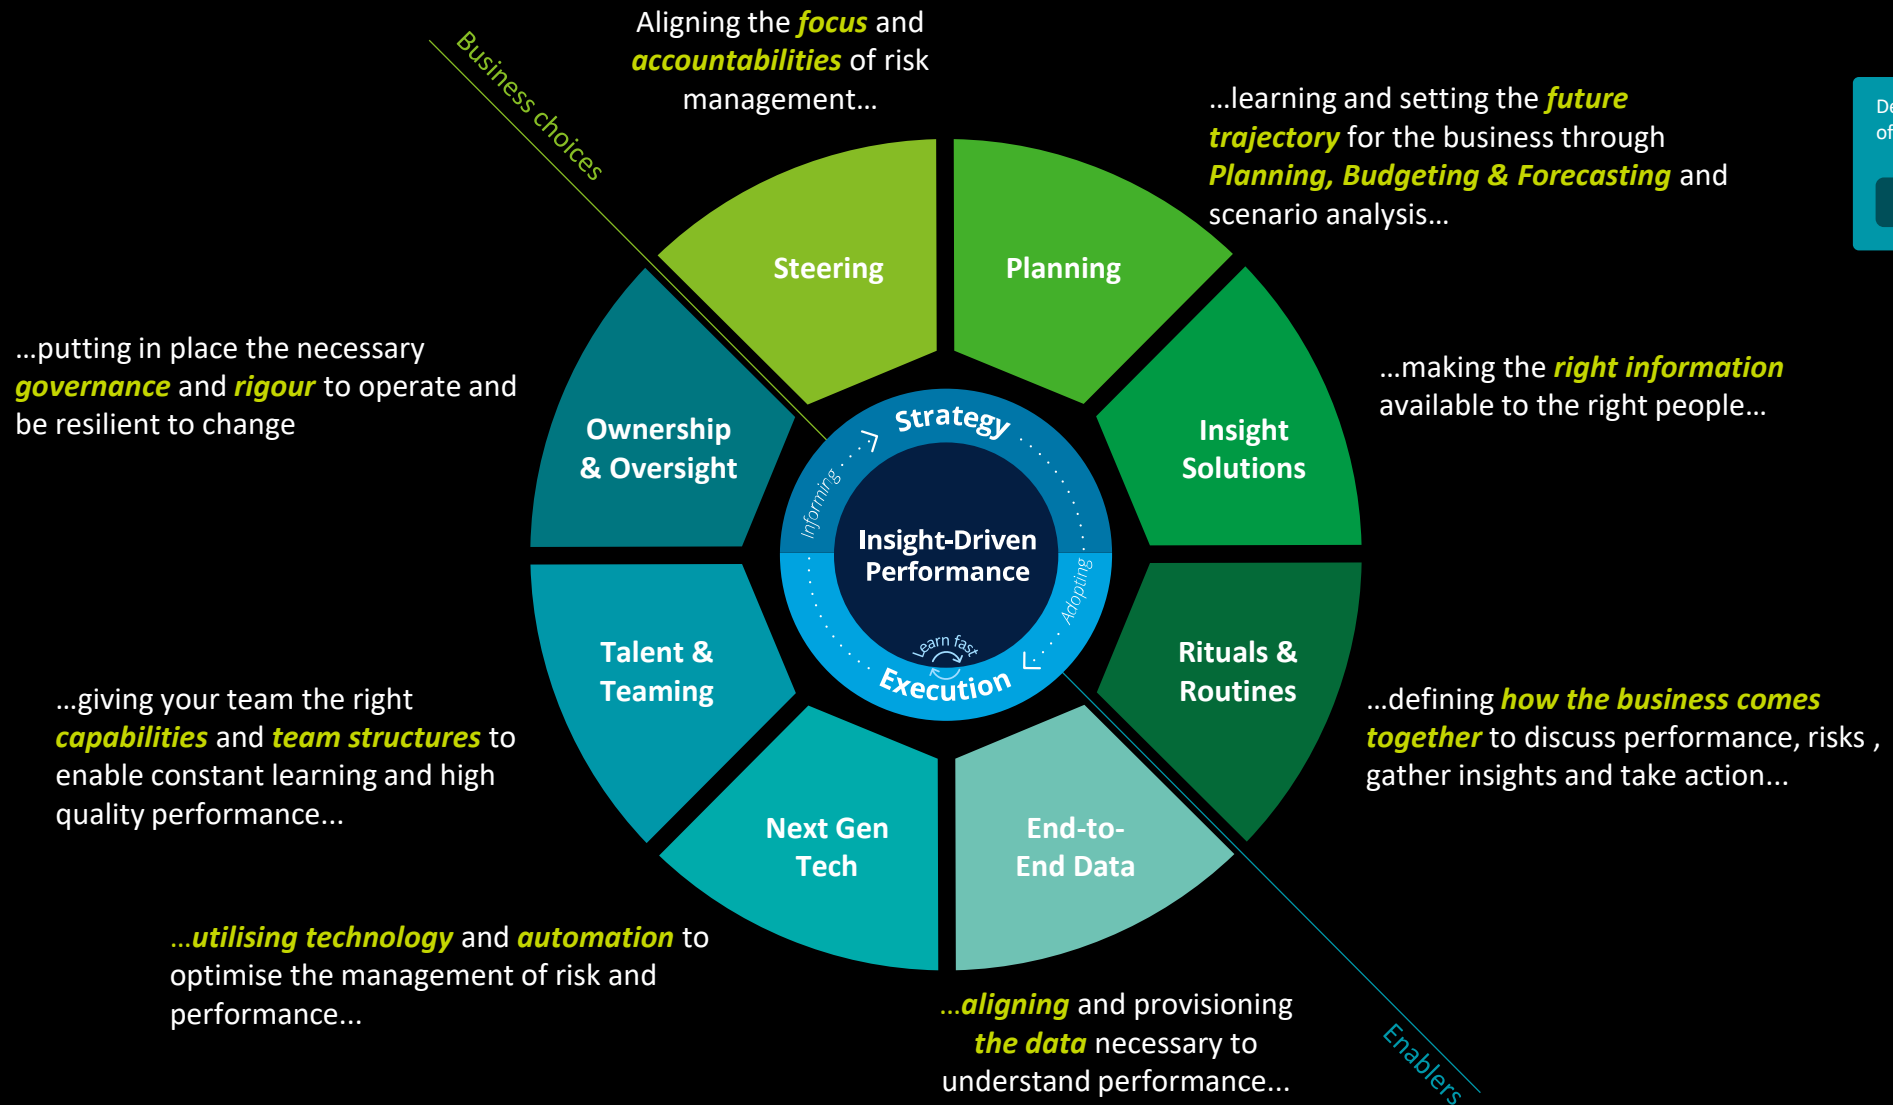 Business choices
Aligning the focus and
accountabilities of risk
management...
...learning and setting the future
trajectory for the business through
Planning, Budgeting & Forecasting and
scenario analysis...
Steering
Planning
...putting in place the necessary
governance and rigour to operate and
be resilient to change
Ownership
& Oversight
Insight
Solutions
...making the right information
available to the right people...
Strategy
Informing
Insight-Driven
Performance
Adopting
Learn fast
Execution
Talent &
Teaming
Rituals &
Routines
...giving your team the right
capabilities and team structures to
enable constant learning and high
quality performance...
...defining how the business comes
together to discuss performance, risks ,
gather insights and take action...
Next Gen
Tech
End-to-
End Data
...utilising technology and automation to
optimise the management of risk and
performance...
...aligning and provisioning
the data necessary to
understand performance...
Enablers